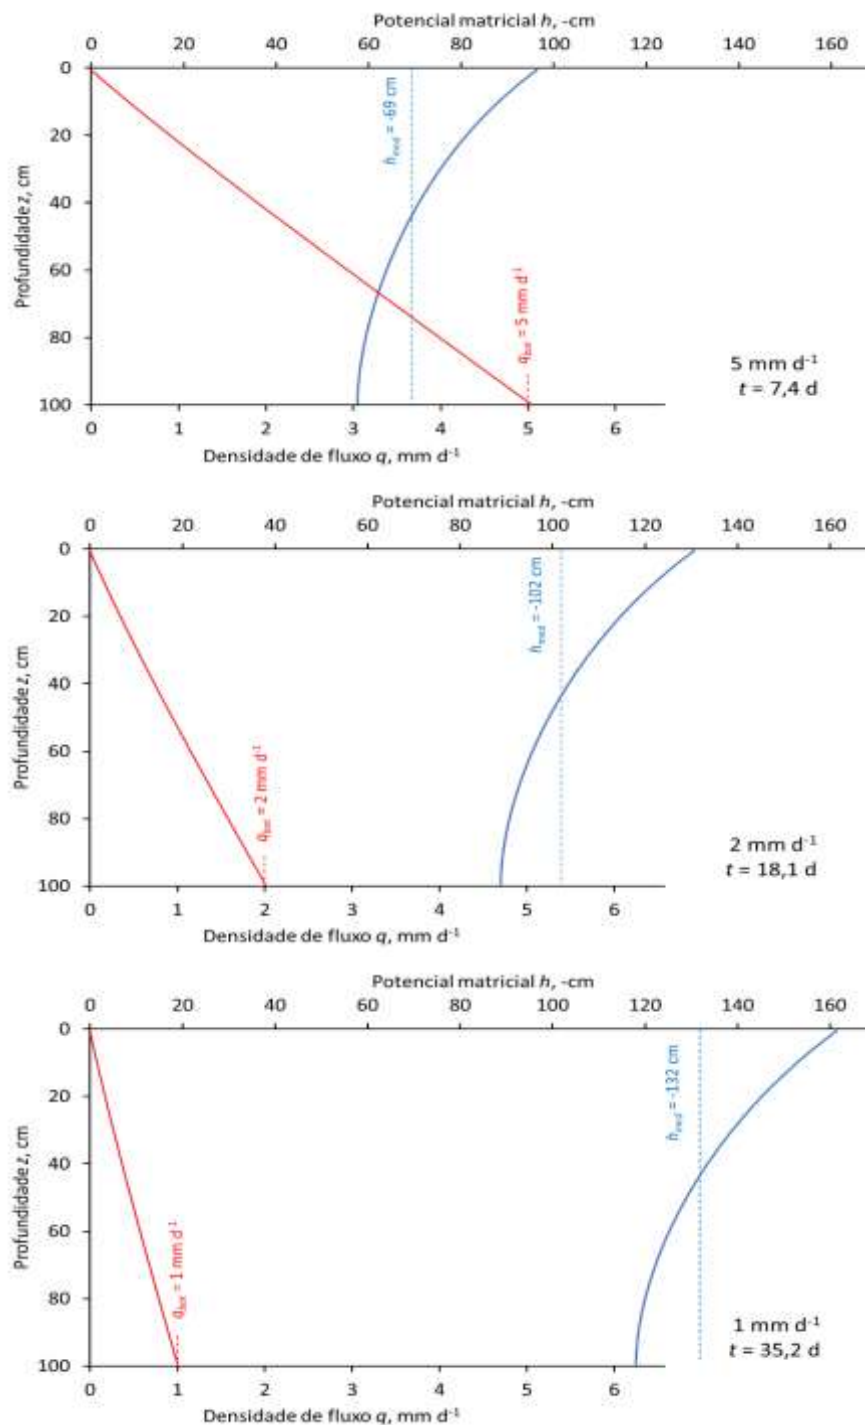 Potencial matricial h, -cm
0 20 40 60 80 100 120 140 160
0
20
40
60
80
100
Profundidade z, cm
h_med = -69 cm
q_bot = 5 mm d⁻¹
5 mm d⁻¹
t = 7,4 d
0 1 2 3 4 5 6
Densidade de fluxo q, mm d⁻¹
Potencial matricial h, -cm
0 20 40 60 80 100 120 140 160
0
20
40
60
80
100
Profundidade z, cm
h_med = -102 cm
q_bot = 2 mm d⁻¹
2 mm d⁻¹
t = 18,1 d
0 1 2 3 4 5 6
Densidade de fluxo q, mm d⁻¹
Potencial matricial h, -cm
0 20 40 60 80 100 120 140 160
0
20
40
60
80
100
Profundidade z, cm
h_med = -132 cm
q_bot = 1 mm d⁻¹
1 mm d⁻¹
t = 35,2 d
0 1 2 3 4 5 6
Densidade de fluxo q, mm d⁻¹